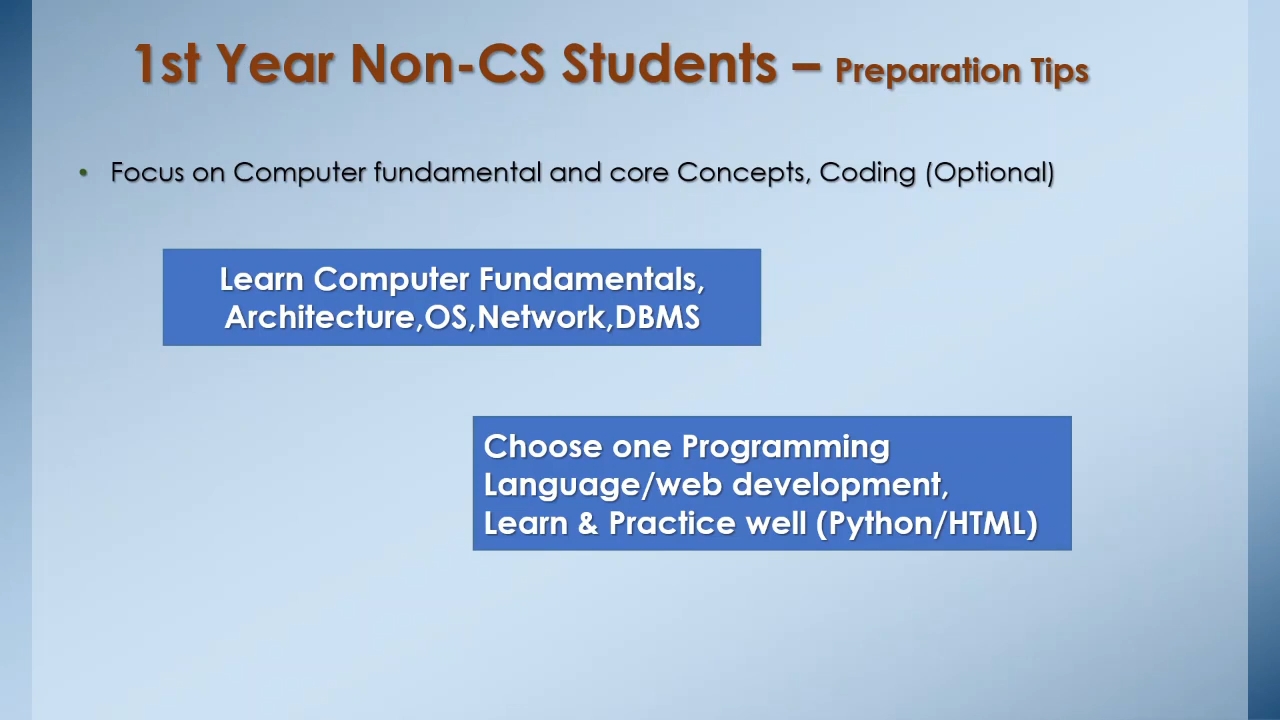 1st Year Non-CS Students – Preparation Tips
• Focus on Computer fundamental and core Concepts, Coding (Optional)
Learn Computer Fundamentals,
Architecture,OS,Network,DBMS
Choose one Programming
Language/web development,
Learn & Practice well (Python/HTML)